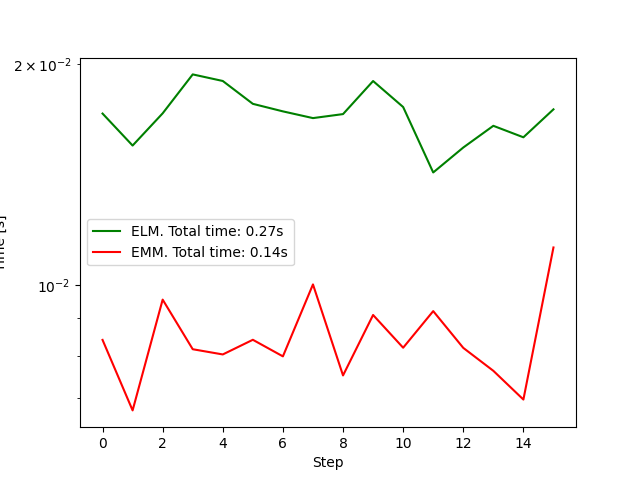 2 × 10⁻²
10⁻²
ELM. Total time: 0.27s
EMM. Total time: 0.14s
0 2 4 6 8 10 12 14
Step